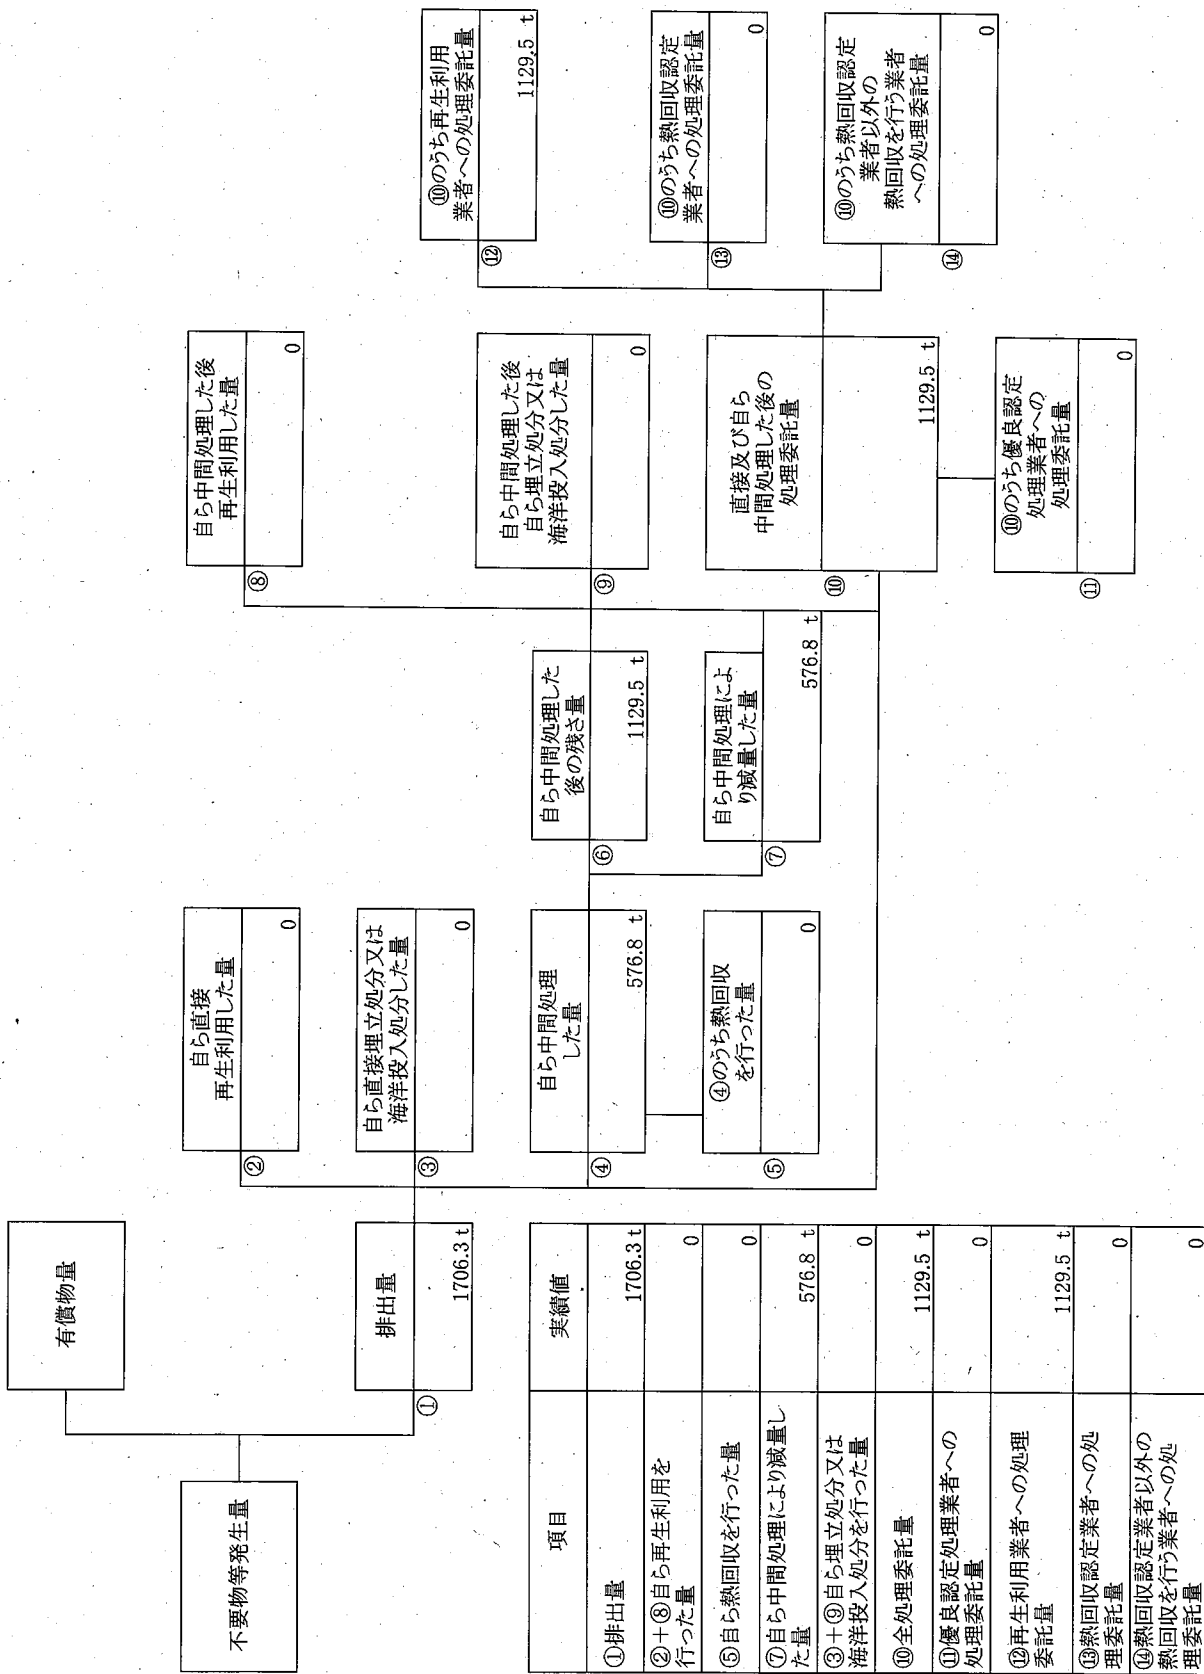 有償物量
不要物等発生量
排出量
①
1706.3 t
自ら直接
再生利用した量
②
0
自ら直接埋立処分又は
海洋投入処分した量
③
0
自ら中間処理
した量
④
576.8 t
④のうち熱回収
を行った量
⑤
0
自ら中間処理した
後の残さ量
⑥
1129.5 t
自ら中間処理によ
り減量した量
⑦
576.8 t
自ら中間処理した後
再生利用した量
⑧
0
自ら中間処理した後
自ら埋立処分又は
海洋投入処分した量
⑨
0
直接及び自ら
中間処理した後の
処理委託量
⑩
1129.5 t
⑩のうち優良認定
処理業者への
処理委託量
⑪
0
⑩のうち再生利用
業者への処理委託量
⑫
1129.5 t
⑩のうち熱回収認定
業者への処理委託量
⑬
0
⑩のうち熱回収認定
業者以外の
熱回収を行う業者
への処理委託量
⑭
0
項目 実績値
①排出量 1706.3 t
②+⑧自ら再生利用を
行った量 0
⑤自ら熱回収を行った量 0
⑦自ら中間処理により減量し
た量 576.8 t
③+⑨自ら埋立処分又は
海洋投入処分を行った量 0
⑩全処理委託量 1129.5 t
⑪優良認定処理業者への
処理委託量 0
⑫再生利用業者への処理
委託量 1129.5 t
⑬熱回収認定業者への処
理委託量 0
⑭熱回収認定業者以外の
熱回収を行う業者への処
理委託量 0